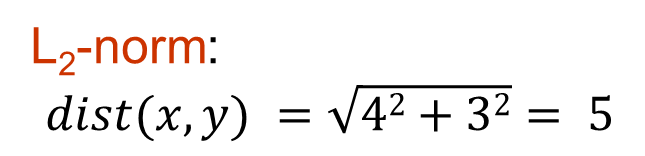 L₂-norm:
dist(x, y) = √4² + 3² = 5